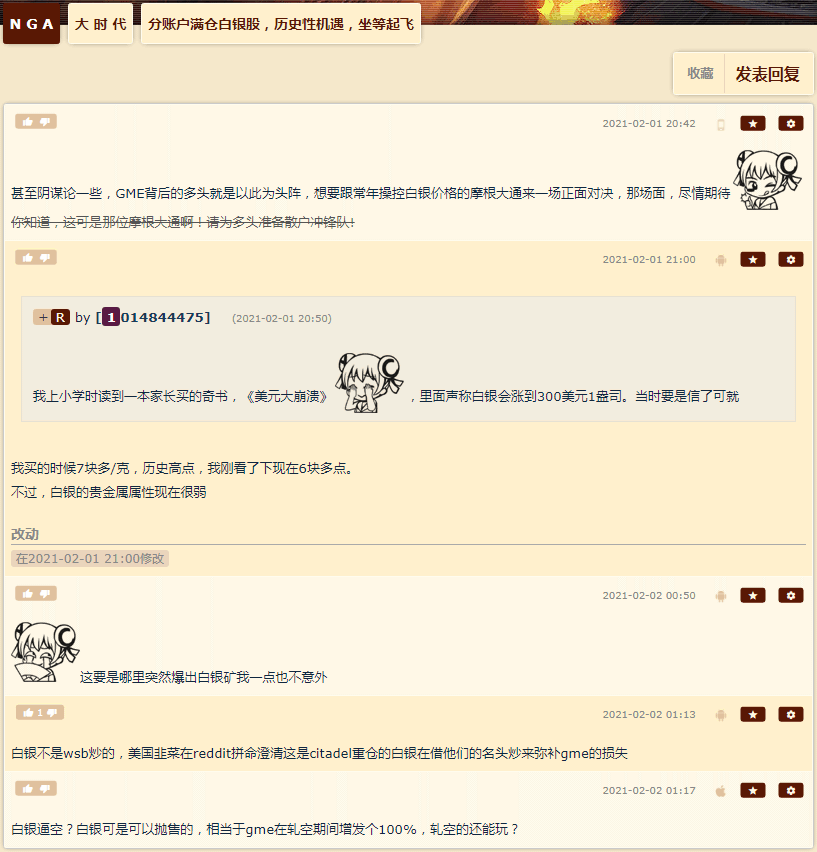 NGA 大时代 分账户满仓白银股，历史性机遇，坐等起飞
收藏 发表回复
2021-02-01 20:42
甚至阴谋论一些，GME背后的多头就是以此为头阵，想要跟常年操控白银价格的摩根大通来一场正面对决，那场面，尽情期待
你知道，这可是那位摩根大通啊！请为多头准备散户冲锋队!
2021-02-01 21:00
+ R by [1014844475] (2021-02-01 20:50)
我上小学时读到一本家长买的奇书，《美元大崩溃》 ，里面声称白银会涨到300美元1盎司。当时要是信了可就
我买的时候7块多/克，历史高点，我刚看了下现在6块多点。
不过，白银的贵金属属性现在很弱
改动
在2021-02-01 21:00修改
2021-02-02 00:50
这要是哪里突然爆出白银矿我一点也不意外
1 2021-02-02 01:13
白银不是wsb炒的，美国韭菜在reddit拼命澄清这是citadel重仓的白银在借他们的名头炒来弥补gme的损失
2021-02-02 01:17
白银逼空？白银可是可以抛售的，相当于gme在轧空期间增发个100%，轧空的还能玩？